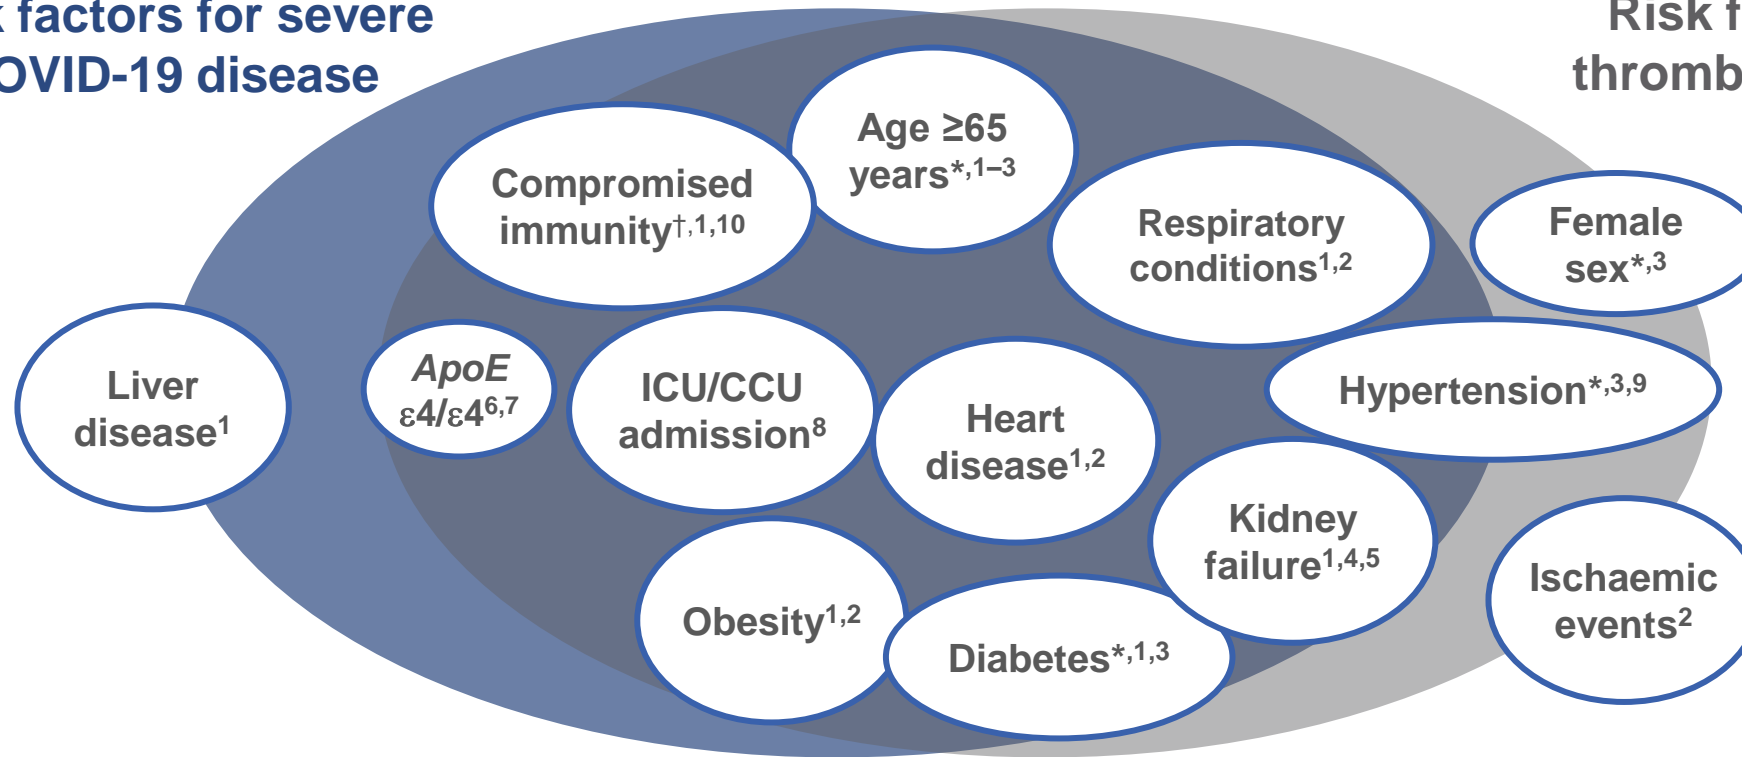 factors for severe
OVID-19 disease
Risk f
thromb
Age ≥65
years*,1–3
Compromised
immunity†,1,10
Respiratory
conditions1,2
Female
sex*,3
Liver
disease1
ApoE
ε4/ε46,7
ICU/CCU
admission8
Heart
disease1,2
Hypertension*,3,9
Kidney
failure1,4,5
Ischaemic
events2
Obesity1,2
Diabetes*,1,3